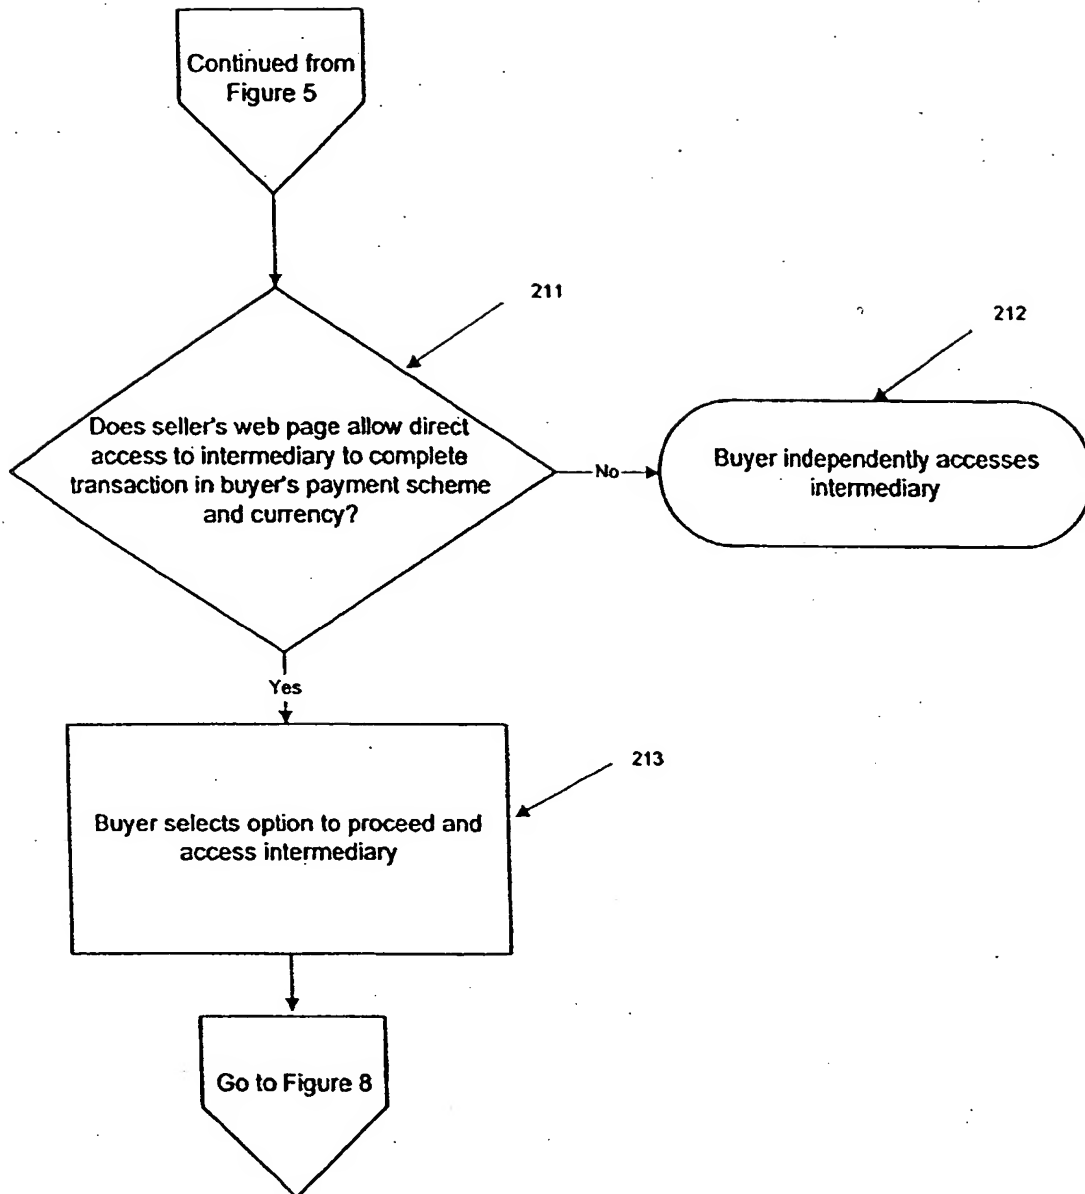 Continued from
Figure 5
211
212
Does seller's web page allow direct
access to intermediary to complete
transaction in buyer's payment scheme
and currency?
No
Buyer independently accesses
intermediary
Yes
213
Buyer selects option to proceed and
access intermediary
Go to Figure 8